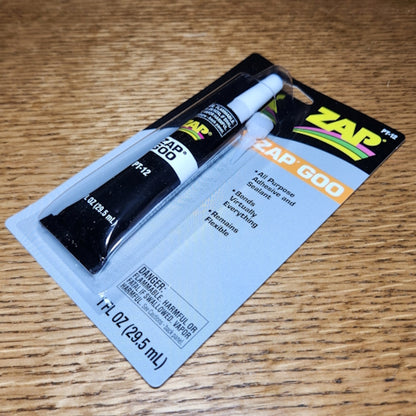 ZAP
PT-12
ZAP® GOO
• All Purpose
Adhesive and
Sealant
• Bonds
Virtually
Everything
• Remains
Flexible
DANGER:
FLAMMABLE, HARMFUL OR
FATAL IF SWALLOWED, VAPOR
HARMFUL.
1 FL OZ (29.5 mL)
ZAP
ZAP®
GOO
PT-12
FL OZ (29.5 mL)